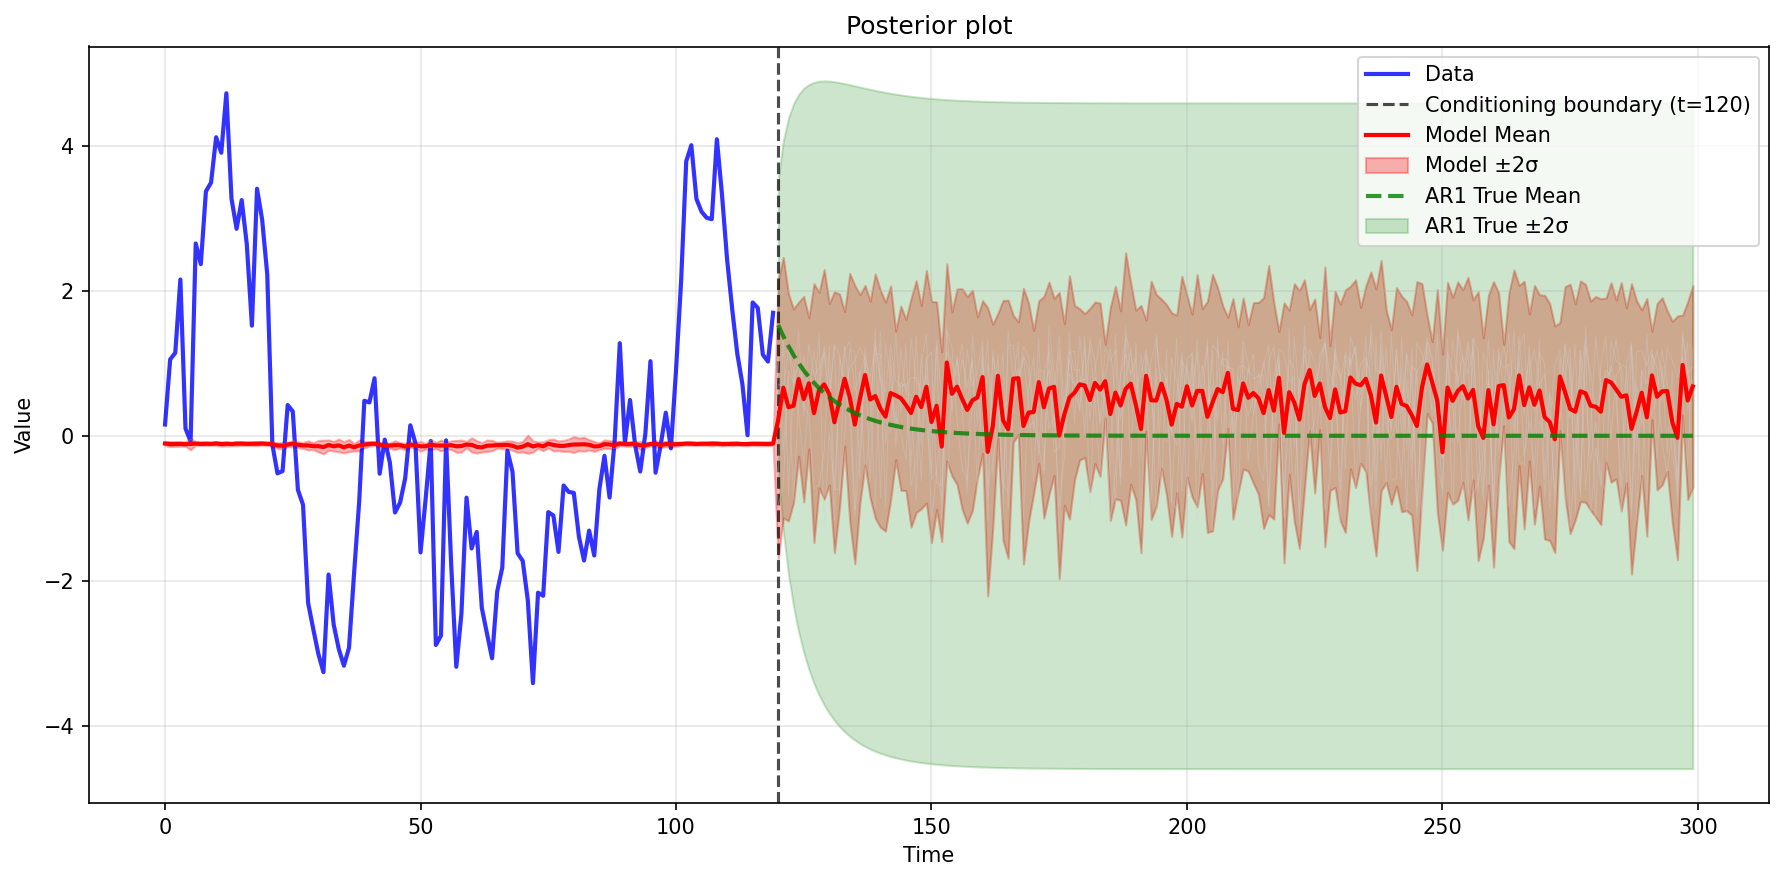 Posterior plot
Data
Conditioning boundary (t=120)
Model Mean
Model ±2σ
AR1 True Mean
AR1 True ±2σ
Value
4
2
0
−2
−4
0
50
100
150
200
250
300
Time